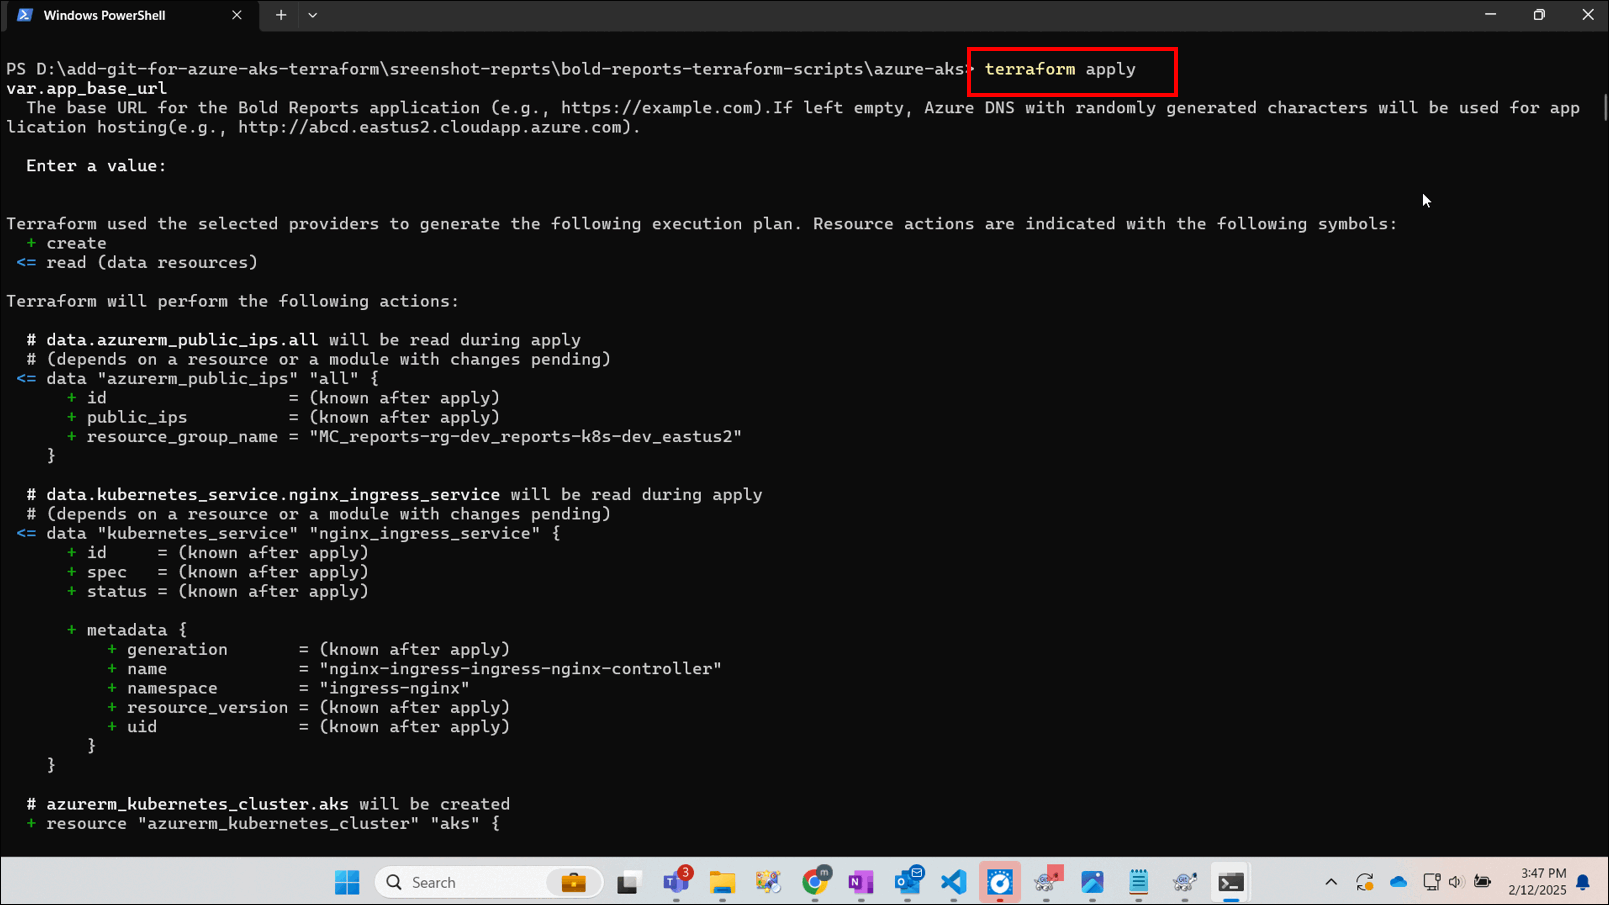 Windows PowerShell
PS D:\add-git-for-azure-aks-terraform\sreenshot-reprts\bold-reports-terraform-scripts\azure-aks> terraform apply
var.app_base_url
The base URL for the Bold Reports application (e.g., https://example.com).If left empty, Azure DNS with randomly generated characters will be used for app
lication hosting(e.g., http://abcd.eastus2.cloudapp.azure.com).
Enter a value:
Terraform used the selected providers to generate the following execution plan. Resource actions are indicated with the following symbols:
+ create
<= read (data resources)
Terraform will perform the following actions:
# data.azurerm_public_ips.all will be read during apply
# (depends on a resource or a module with changes pending)
<= data "azurerm_public_ips" "all" {
+ id = (known after apply)
+ public_ips = (known after apply)
+ resource_group_name = "MC_reports-rg-dev_reports-k8s-dev_eastus2"
}
# data.kubernetes_service.nginx_ingress_service will be read during apply
# (depends on a resource or a module with changes pending)
<= data "kubernetes_service" "nginx_ingress_service" {
+ id = (known after apply)
+ spec = (known after apply)
+ status = (known after apply)
+ metadata {
+ generation = (known after apply)
+ name = "nginx-ingress-ingress-nginx-controller"
+ namespace = "ingress-nginx"
+ resource_version = (known after apply)
+ uid = (known after apply)
}
}
# azurerm_kubernetes_cluster.aks will be created
+ resource "azurerm_kubernetes_cluster" "aks" {
Search
3
m
3:47 PM
2/12/2025